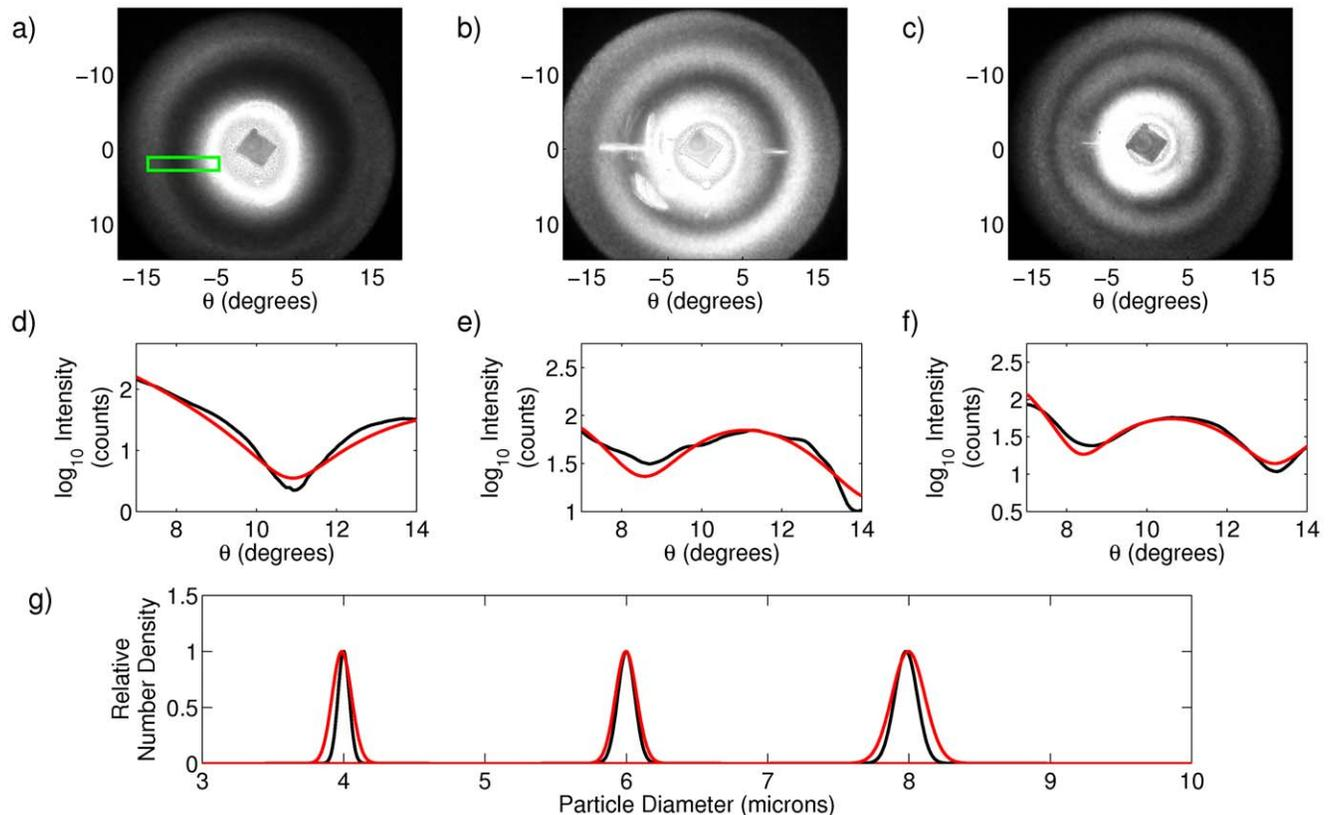 a)
b)
c)
−10
0
10
−10
0
10
−10
0
10
−15 −5 5 15
−15 −5 5 15
−15 −5 5 15
θ (degrees)
θ (degrees)
θ (degrees)
d)
e)
f)
log10 Intensity
(counts)
2
1
0
8 10 12 14
θ (degrees)
log10 Intensity
(counts)
2.5
2
1.5
1
8 10 12 14
θ (degrees)
log10 Intensity
(counts)
2.5
2
1.5
1
0.5
8 10 12 14
θ (degrees)
g)
Relative
Number Density
1.5
1
0.5
0
3 4 5 6 7 8 9 10
Particle Diameter (microns)